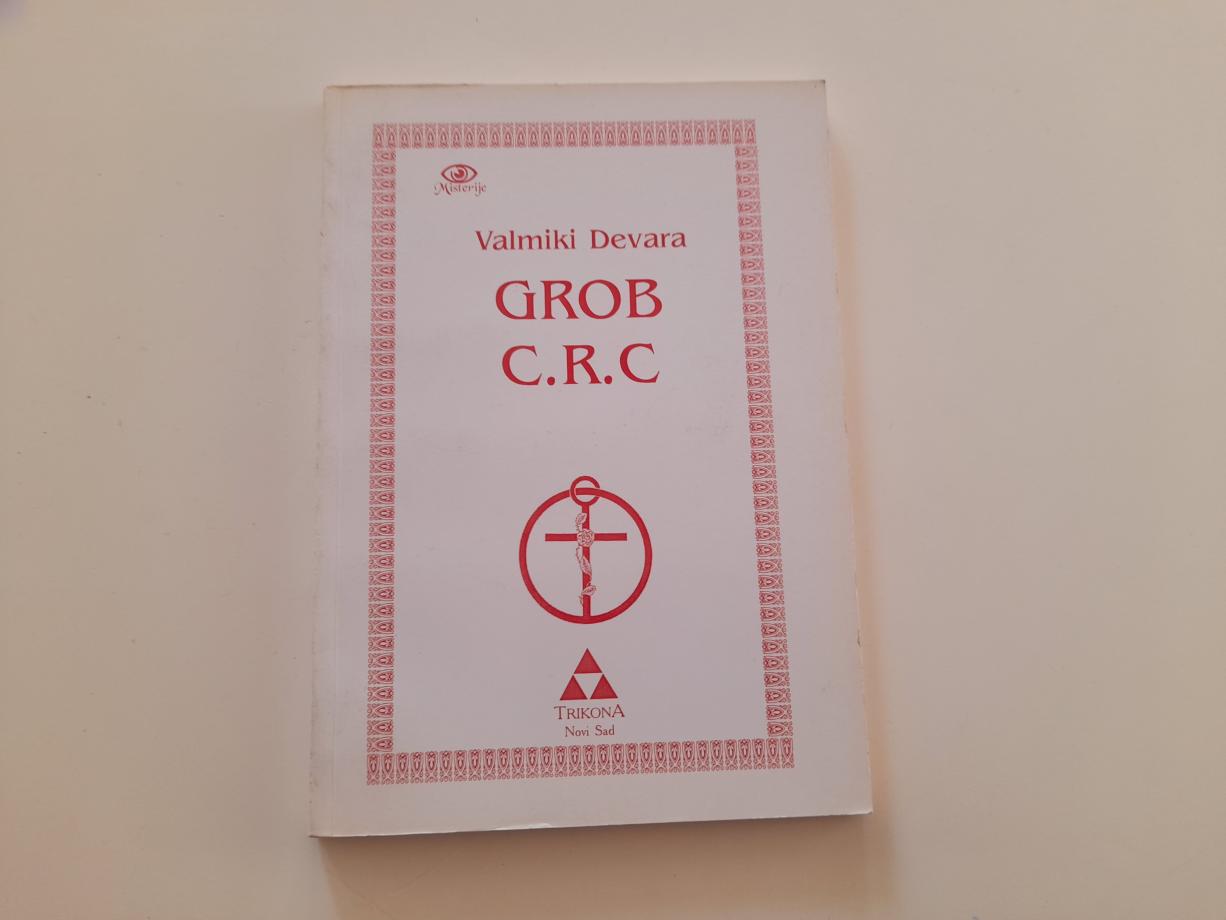 Misterije
Valmiki Devara
GROB
C.R.C
TRIKONA
Novi Sad